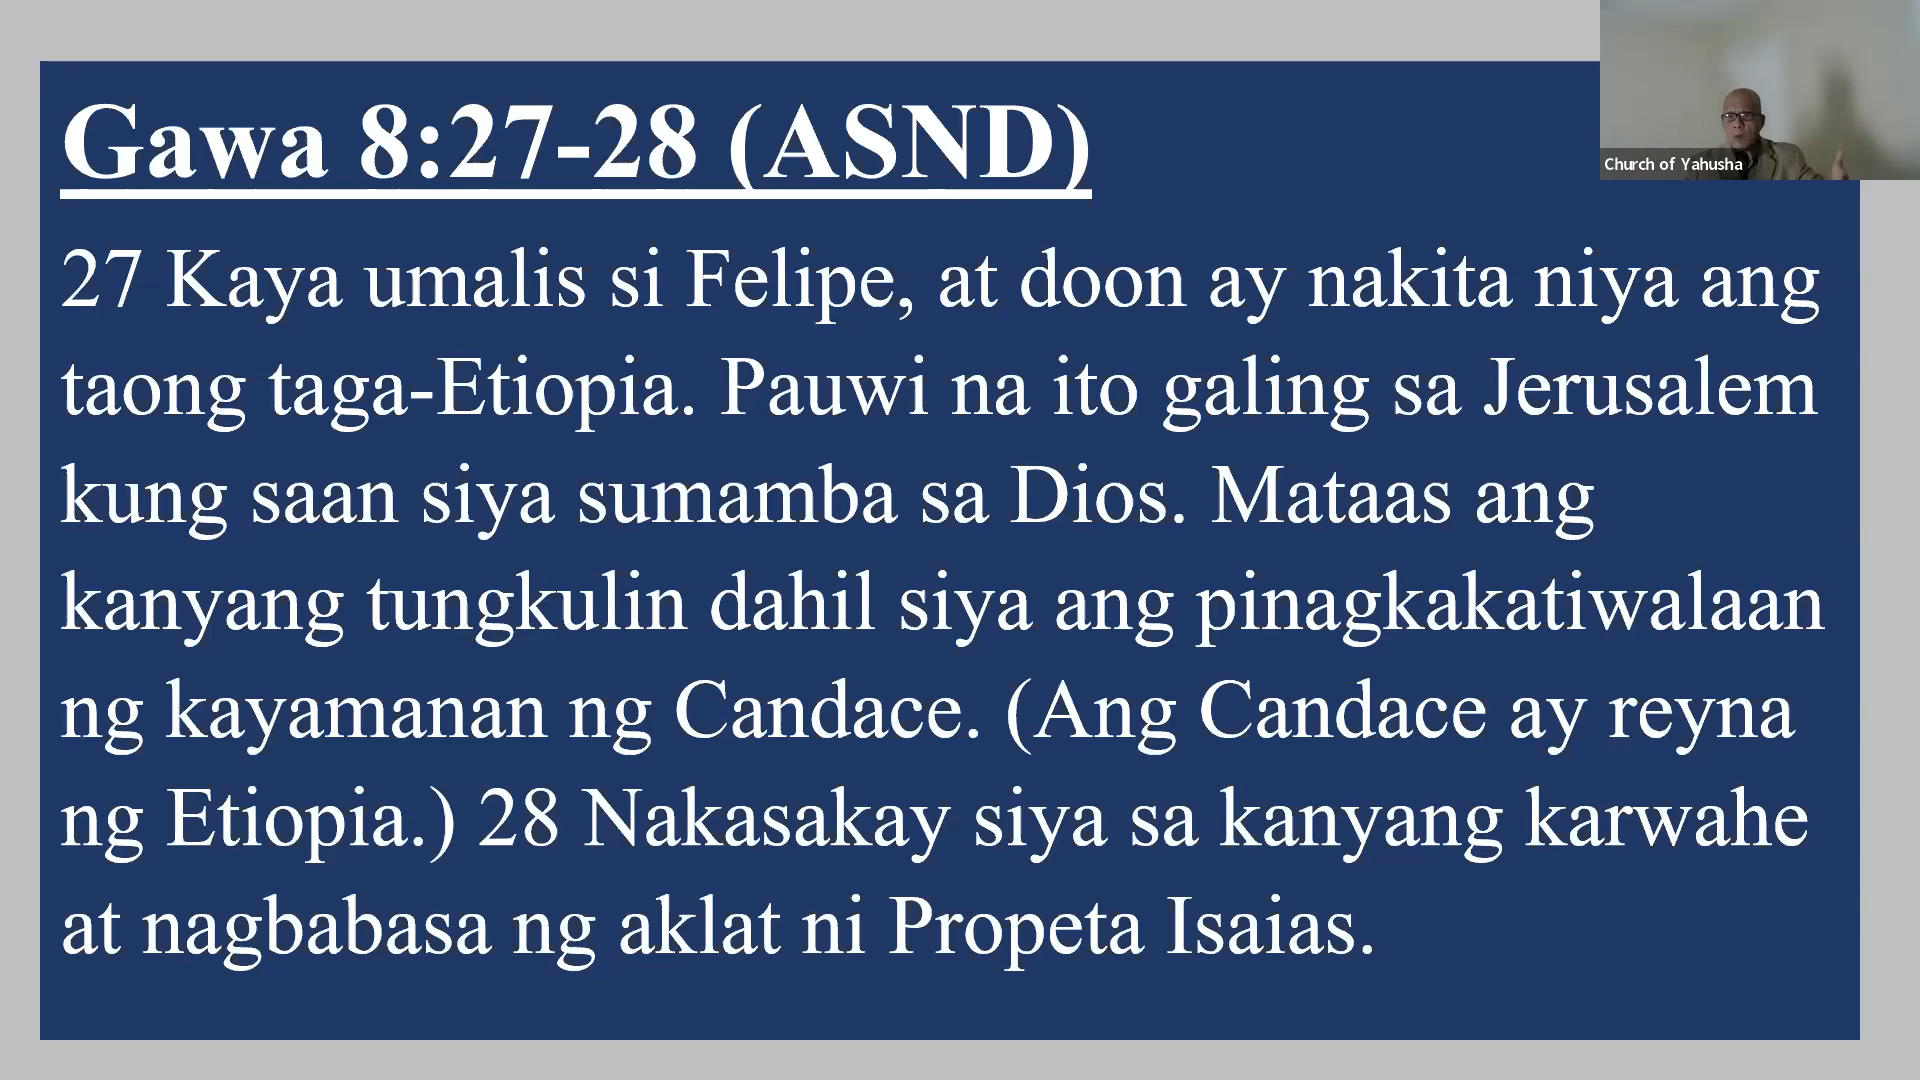 Gawa 8:27-28 (ASND)
Church of Yahusha
27 Kaya umalis si Felipe, at doon ay nakita niya ang
taong taga-Etiopia. Pauwi na ito galing sa Jerusalem
kung saan siya sumamba sa Dios. Mataas ang
kanyang tungkulin dahil siya ang pinagkakatiwalaan
ng kayamanan ng Candace. (Ang Candace ay reyna
ng Etiopia.) 28 Nakasakay siya sa kanyang karwahe
at nagbabasa ng aklat ni Propeta Isaias.